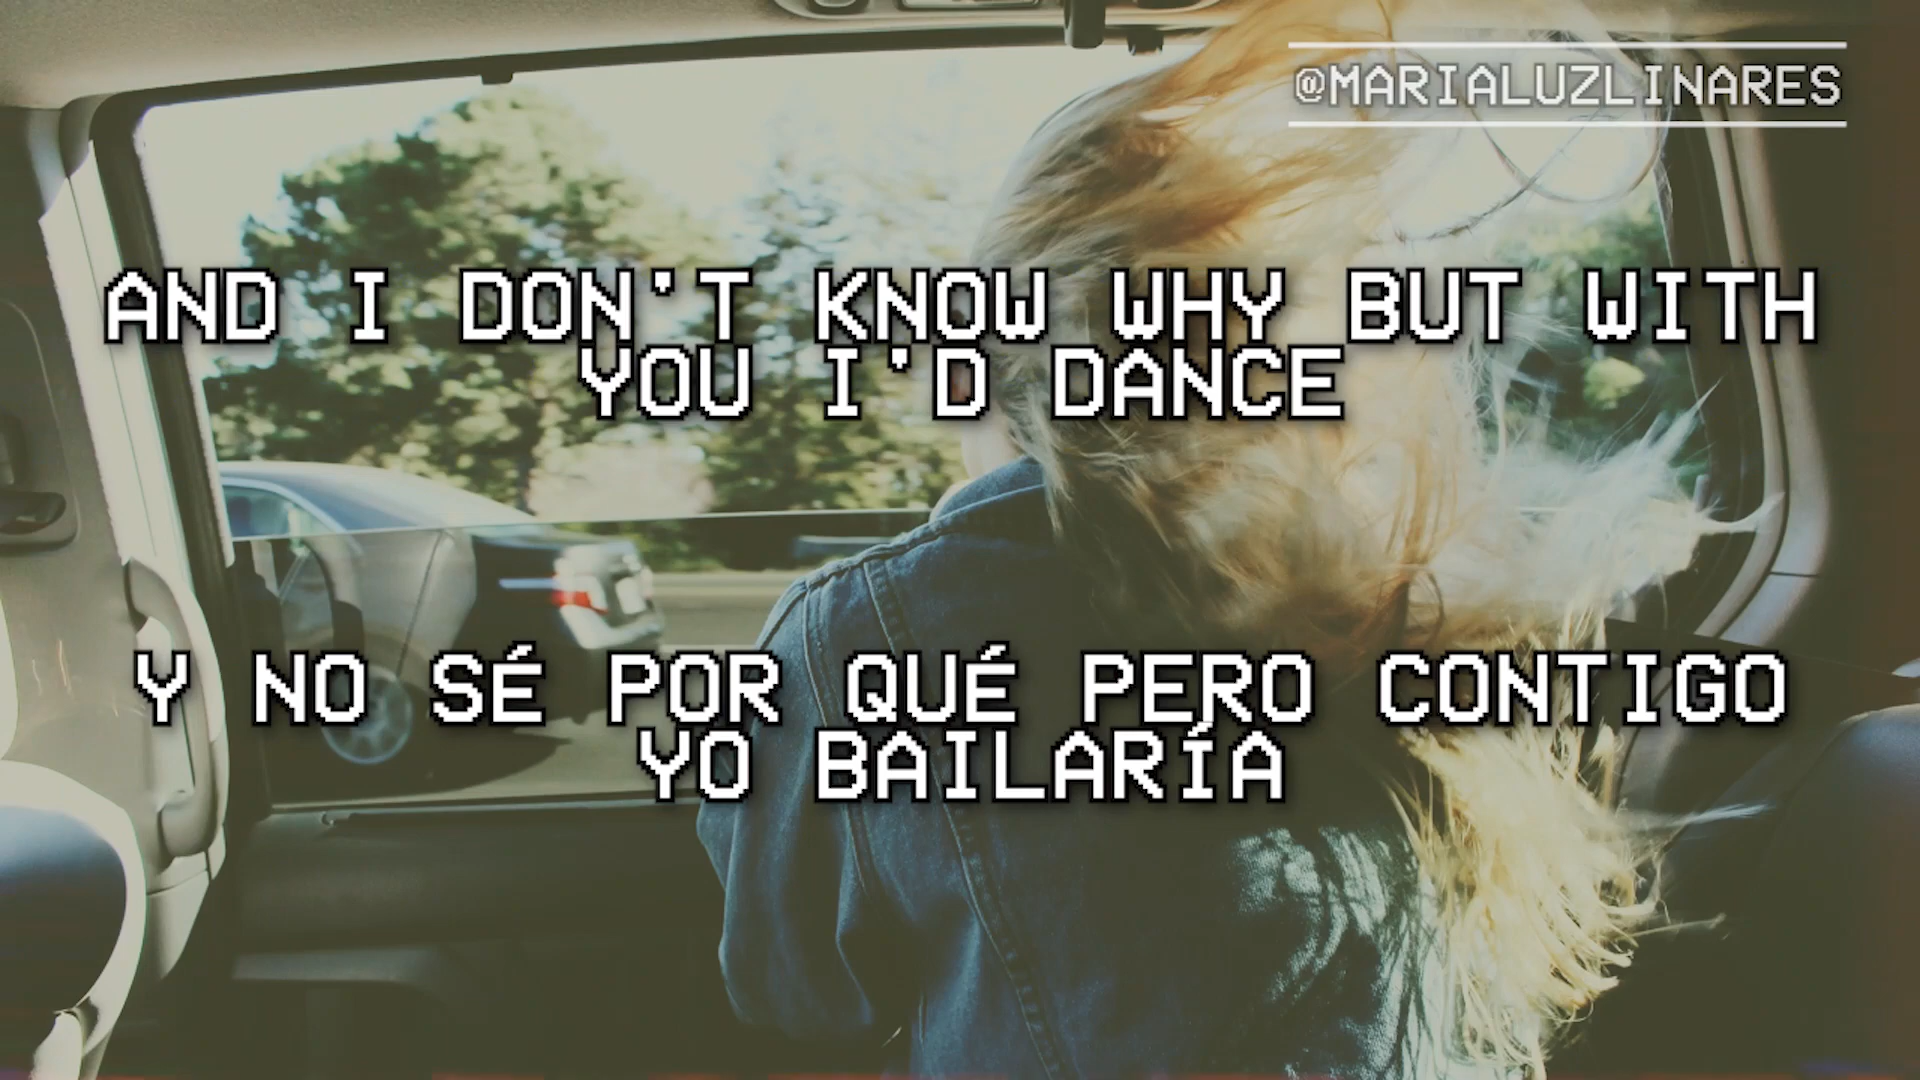 @MARIALUZLINARES
AND I DON'T KNOW WHY BUT WITH
YOU I'D DANCE
Y NO SÉ POR QUÉ PERO CONTIGO
YO BAILARÍA